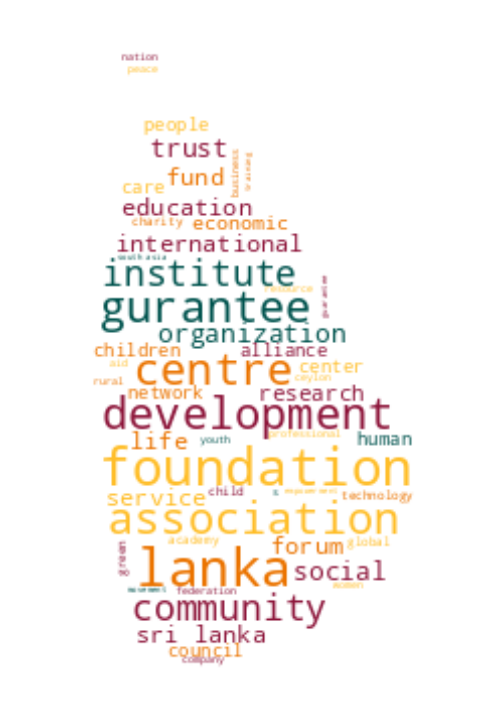 nation
peace
people
trust
fund
business
training
care
education
charity economic
international
south asia
institute
resource
gurantee
gurantee
organization
children alliance
aid centre center
rural ceylon
network research
development
professional
life youth human
foundation
service child s empowerment technology
association
academy forum global
green
lanka social
women
movement federation
community
sri lanka
council
company